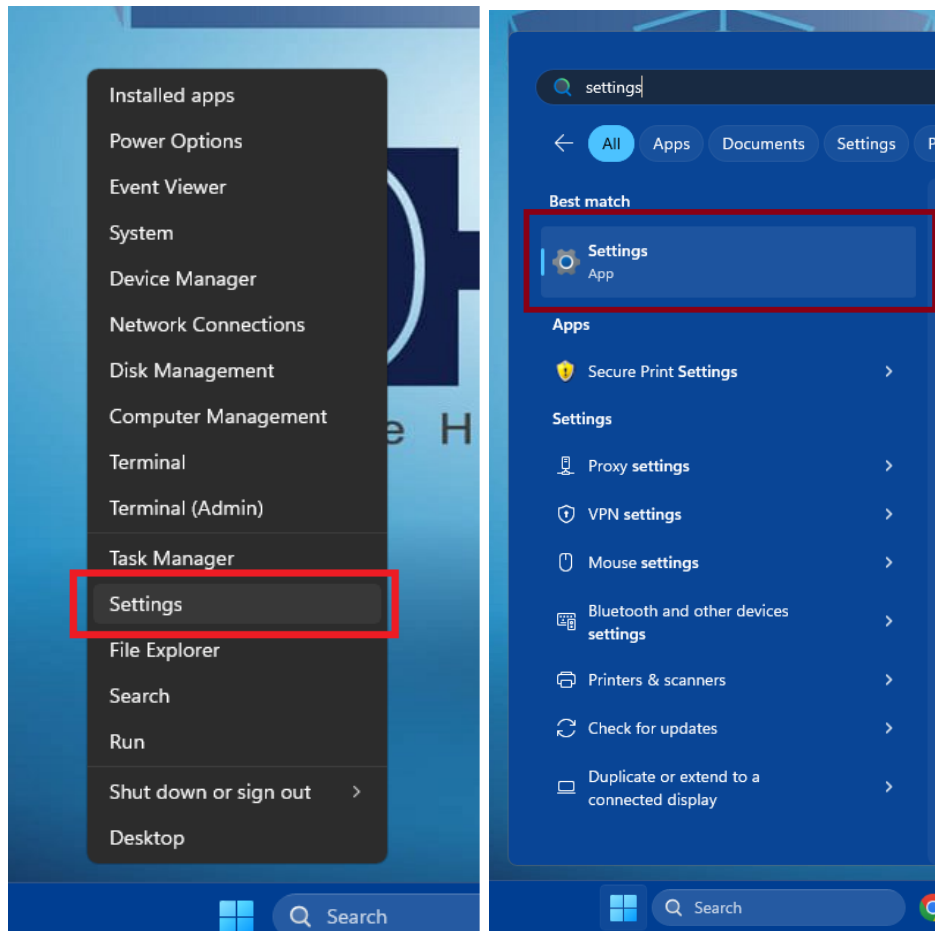 Installed apps
Power Options
Event Viewer
System
Device Manager
Network Connections
Disk Management
Computer Management
Terminal
Terminal (Admin)
Task Manager
Settings
File Explorer
Search
Run
Shut down or sign out
Desktop
e H
Search
settings
All Apps Documents Settings P
Best match
Settings
App
Apps
Secure Print Settings
Settings
Proxy settings
VPN settings
Mouse settings
Bluetooth and other devices
settings
Printers & scanners
Check for updates
Duplicate or extend to a
connected display
Search